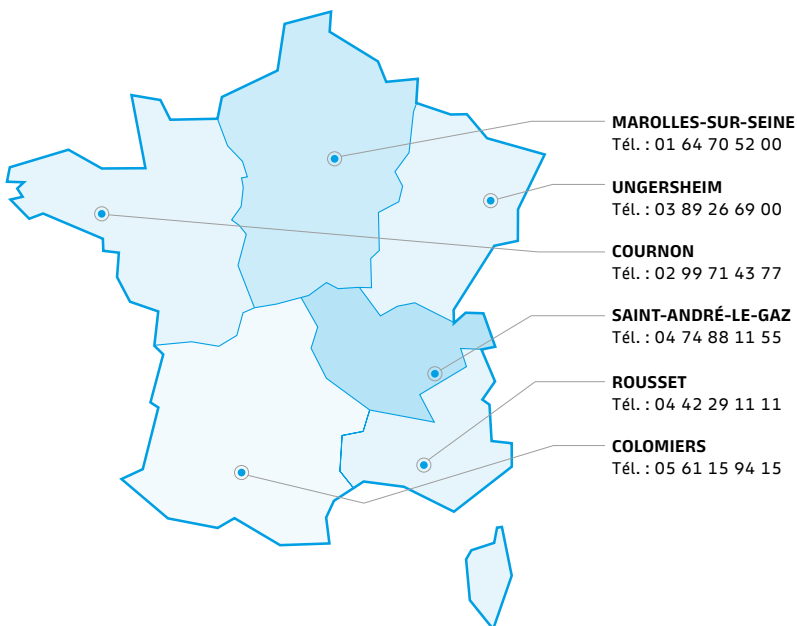 MAROLLES-SUR-SEINE
Tél. : 01 64 70 52 00
UNGERSHEIM
Tél. : 03 89 26 69 00
COURNON
Tél. : 02 99 71 43 77
SAINT-ANDRÉ-LE-GAZ
Tél. : 04 74 88 11 55
ROUSSET
Tél. : 04 42 29 11 11
COLOMIERS
Tél. : 05 61 15 94 15